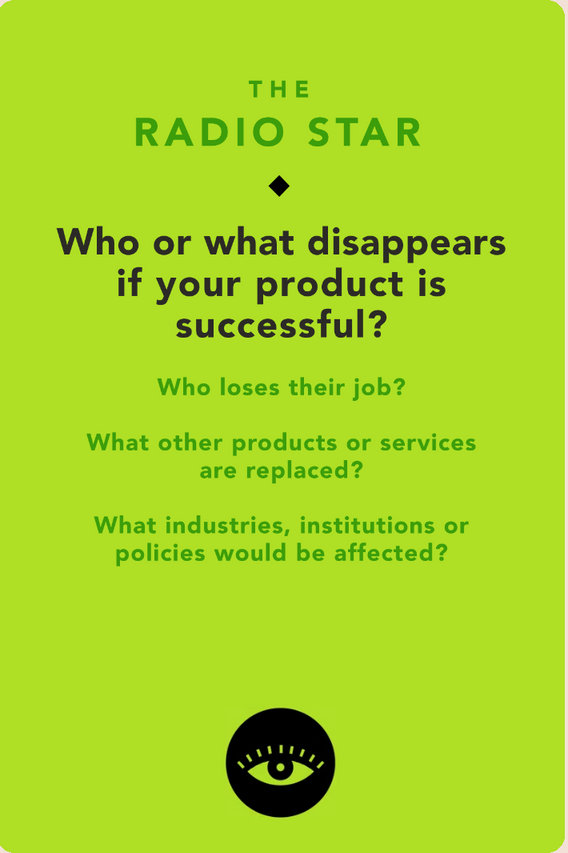 THE
RADIO STAR
Who or what disappears
if your product is
successful?
Who loses their job?
What other products or services
are replaced?
What industries, institutions or
policies would be affected?